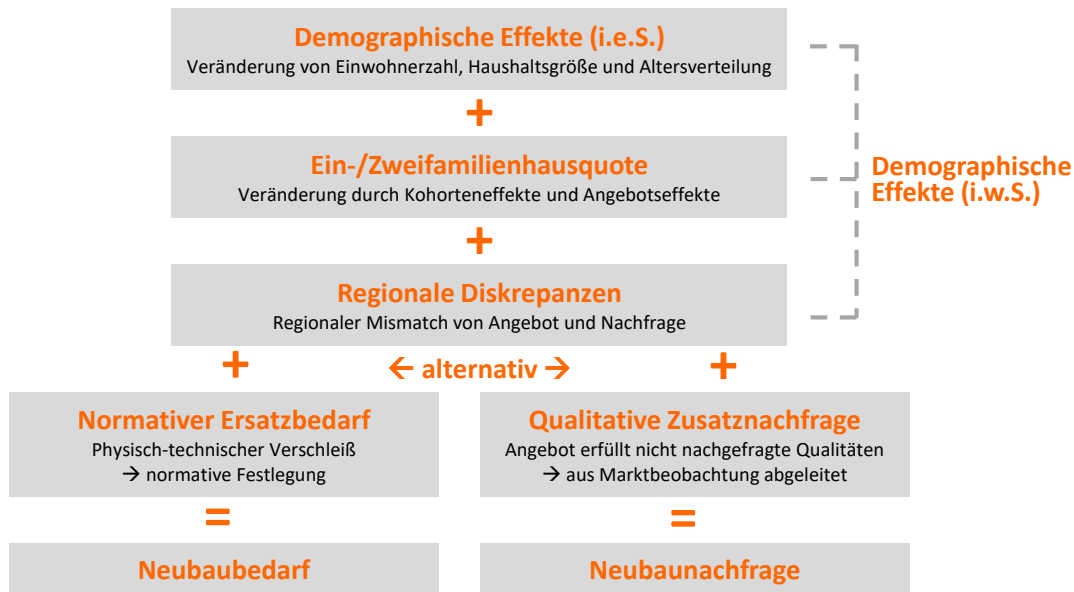 Demographische Effekte (i.e.S.)
Veränderung von Einwohnerzahl, Haushaltsgröße und Altersverteilung
+
Ein-/Zweifamilienhausquote
Veränderung durch Kohorteneffekte und Angebotseffekte
Demographische
Effekte (i.w.S.)
+
Regionale Diskrepanzen
Regionaler Mismatch von Angebot und Nachfrage
+ ← alternativ → +
Normativer Ersatzbedarf
Physisch-technischer Verschleiß
→ normative Festlegung
Qualitative Zusatznachfrage
Angebot erfüllt nicht nachgefragte Qualitäten
→ aus Marktbeobachtung abgeleitet
= =
Neubaubedarf
Neubaunachfrage